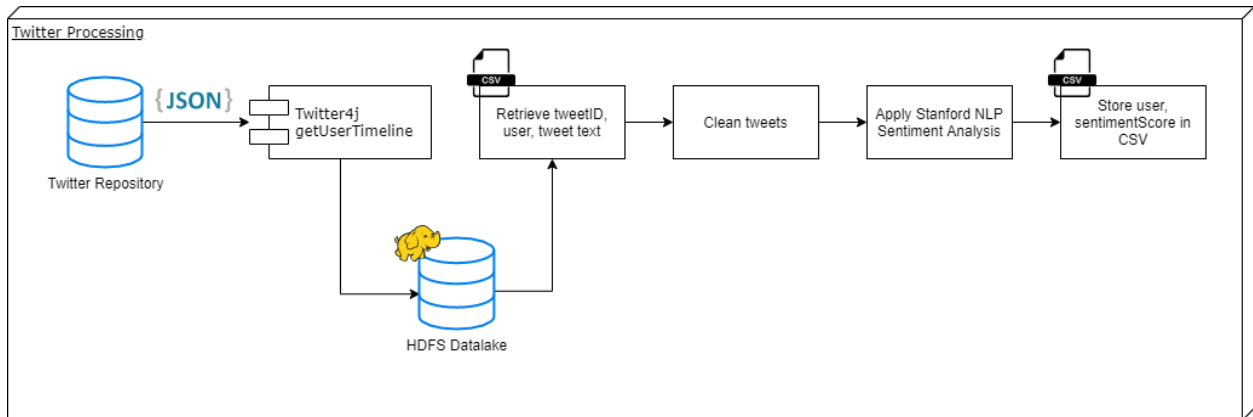 Twitter Processing
{JSON}
Twitter4j
getUserTimeline
Twitter Repository
CSV
Retrieve tweetID,
user, tweet text
Clean tweets
Apply Stanford NLP
Sentiment Analysis
CSV
Store user,
sentimentScore in
CSV
HDFS Datalake